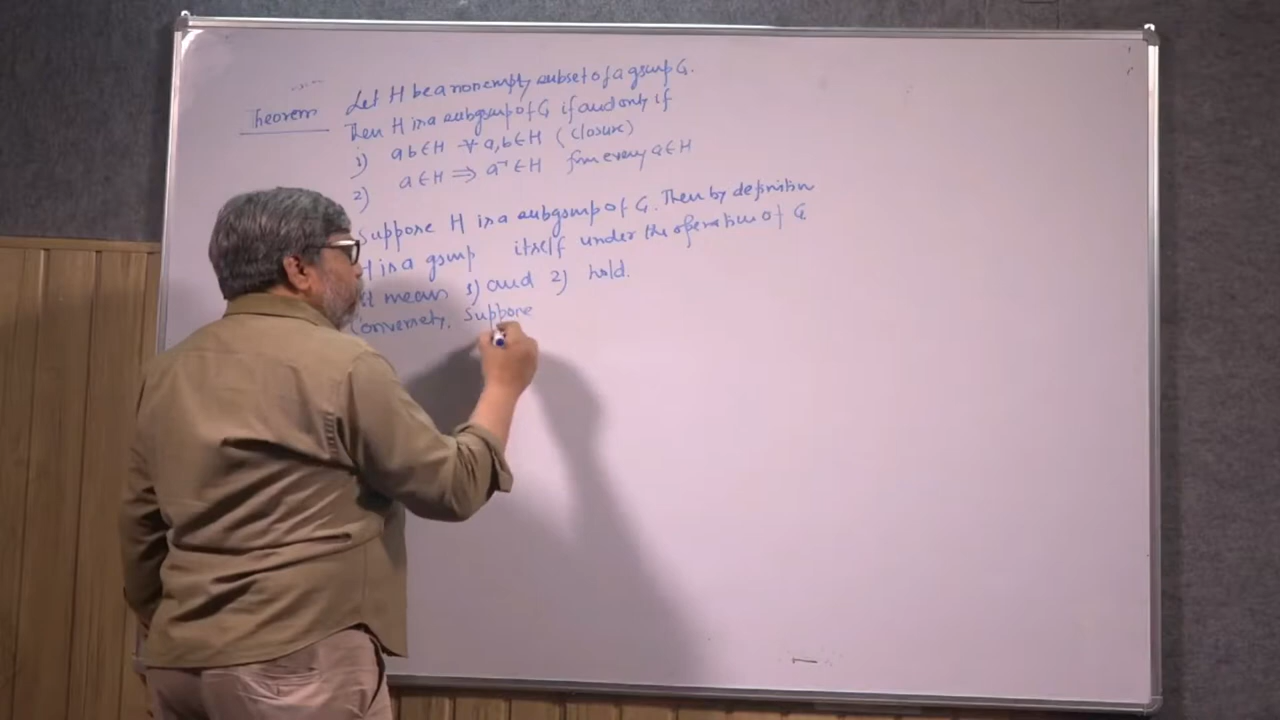 Theorem Let H be a nonempty subset of a group G.
Then H is a subgroup of G if and only if
1) ab ∈ H ∀ a,b ∈ H (closure)
2) a ∈ H ⟹ a⁻¹ ∈ H for every a ∈ H
Suppose H is a subgroup of G. Then by definition
H is a group itself under the operation of G
It means 1) and 2) hold.
Conversely, Suppose